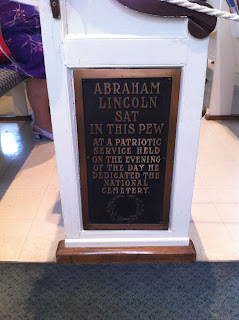 ABRAHAM
LINCOLN
SAT
IN THIS PEW
AT A PATRIOTIC
SERVICE HELD
ON THE EVENING
OF THE DAY HE
DEDICATED THE
NATIONAL
CEMETERY.